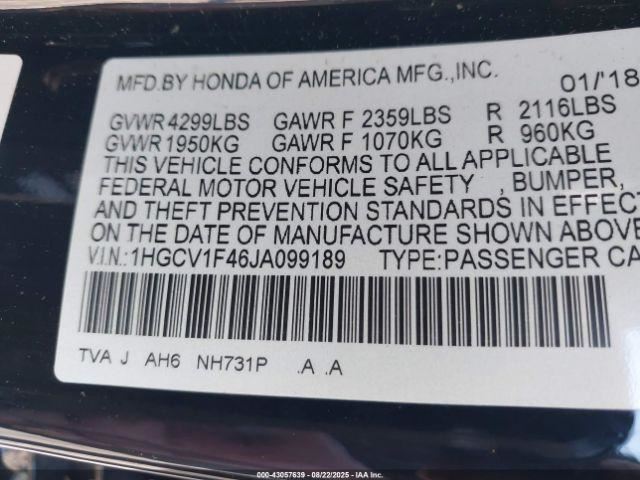 MFD.BY HONDA OF AMERICA MFG.,INC. 01/'18
GVWR 4299LBS GAWR F 2359LBS R 2116LBS
GVWR 1950KG GAWR F 1070KG R 960KG
THIS VEHICLE CONFORMS TO ALL APPLICABLE
FEDERAL MOTOR VEHICLE SAFETY , BUMPER,
AND THEFT PREVENTION STANDARDS IN EFFECT
ON THE DATE OF MANUFACTURE SHOWN ABOVE
V.I.N.:1HGCV1F46JA099189 TYPE:PASSENGER CA
TVA J AH6 NH731P .A .A
000-43057639 - 08/22/2025 - COPYRIGHT IAA, LLC